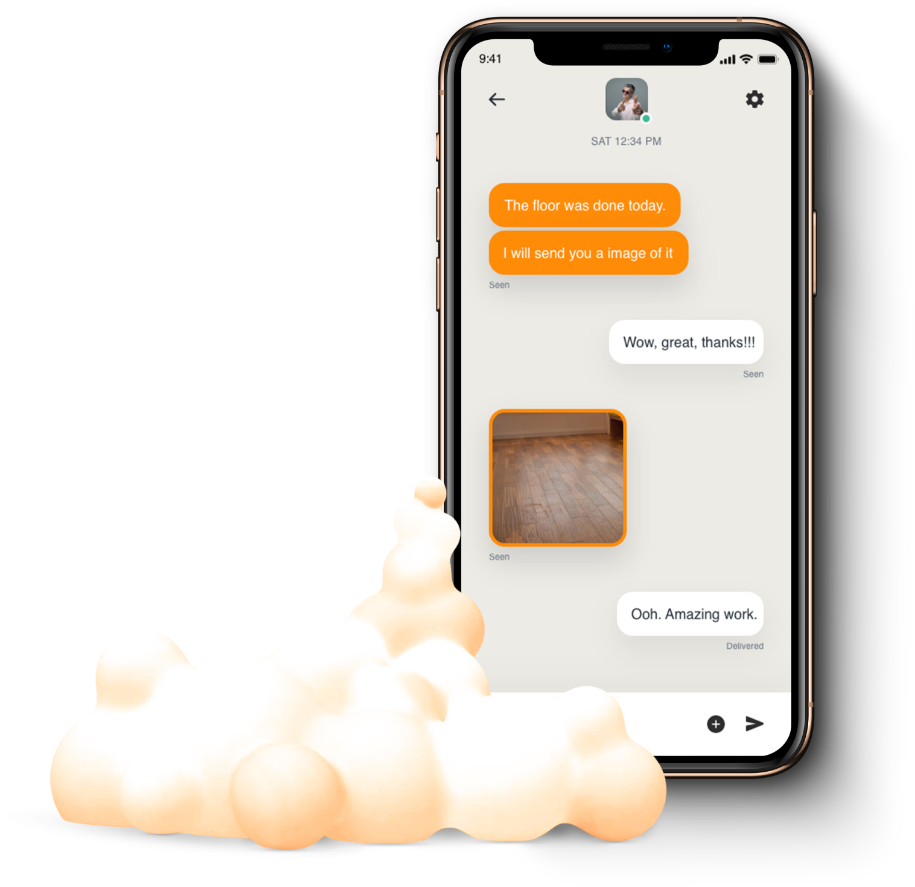 9:41
SAT 12:34 PM
The floor was done today.
I will send you a image of it
Seen
Wow, great, thanks!!!
Seen
Seen
Ooh. Amazing work.
Delivered